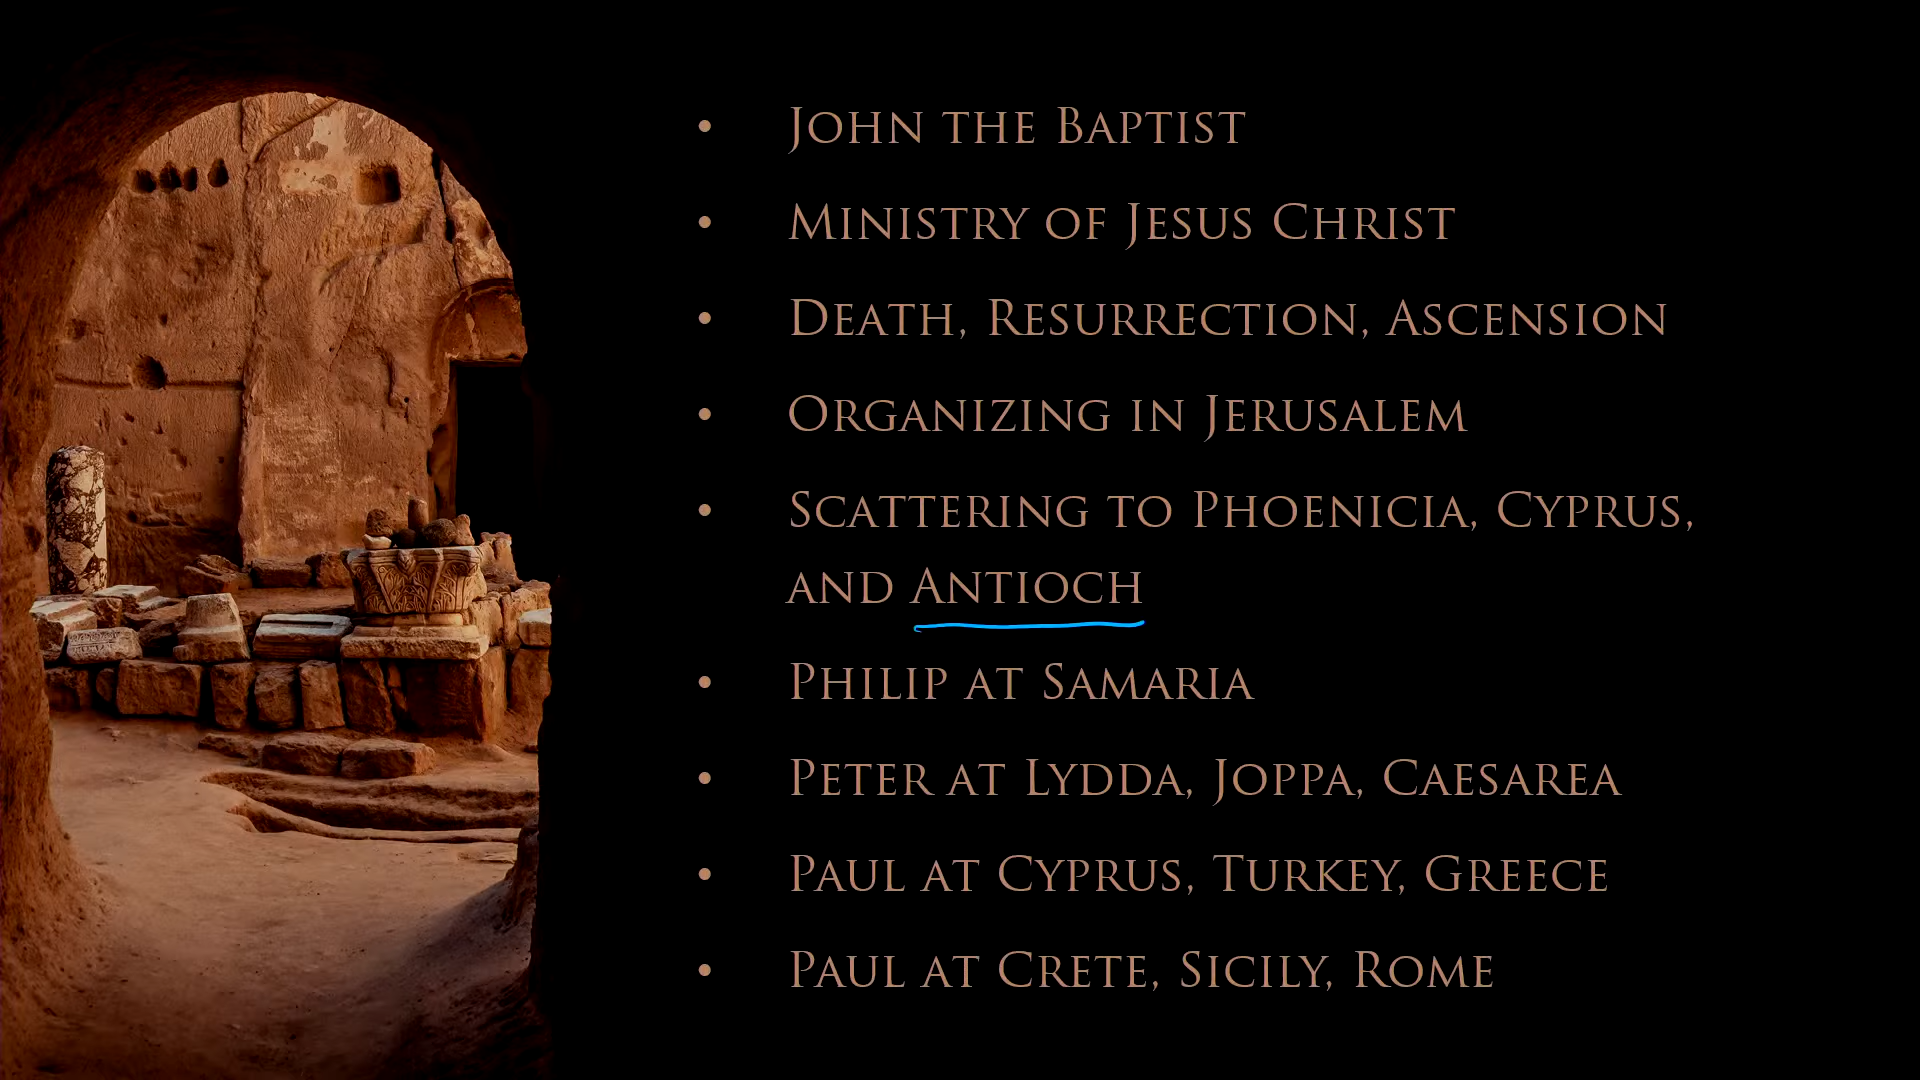 • John the Baptist
• Ministry of Jesus Christ
• Death, Resurrection, Ascension
• Organizing in Jerusalem
• Scattering to Phoenicia, Cyprus,
and Antioch
• Philip at Samaria
• Peter at Lydda, Joppa, Caesarea
• Paul at Cyprus, Turkey, Greece
• Paul at Crete, Sicily, Rome